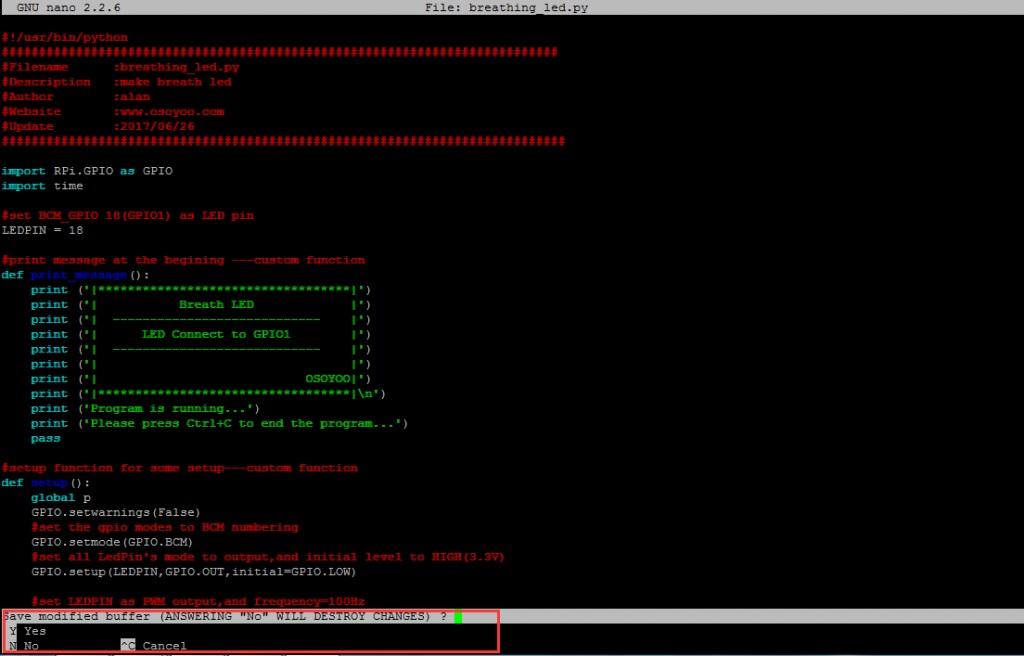 GNU nano 2.2.6 File: breathing_led.py
#!/usr/bin/python
###########################################################################
#Filename :breathing_led.py
#Description :make breath led
#Author :alan
#Website :www.osoyoo.com
#Update :2017/06/26
############################################################################
import RPi.GPIO as GPIO
import time
#set BCM_GPIO 18(GPIO1) as LED pin
LEDPIN = 18
#print message at the begining ---custom function
def print_message():
    print ('|**********************************|')
    print ('|           Breath LED             |')
    print ('|  ----------------------------    |')
    print ('|      LED Connect to GPIO1        |')
    print ('|  ----------------------------    |')
    print ('|                                  |')
    print ('|                            OSOYOO|')
    print ('|**********************************|\n')
    print ('Program is running...')
    print ('Please press Ctrl+C to end the program...')
    pass
#setup function for some setup---custom function
def setup():
    global p
    GPIO.setwarnings(False)
    #set the gpio modes to BCM numbering
    GPIO.setmode(GPIO.BCM)
    #set all LedPin's mode to output,and initial level to HIGH(3.3V)
    GPIO.setup(LEDPIN,GPIO.OUT,initial=GPIO.LOW)
    #set LEDPIN as PWM output,and frequency=100Hz
Save modified buffer (ANSWERING "No" WILL DESTROY CHANGES) ?
Y Yes
N No ^C Cancel